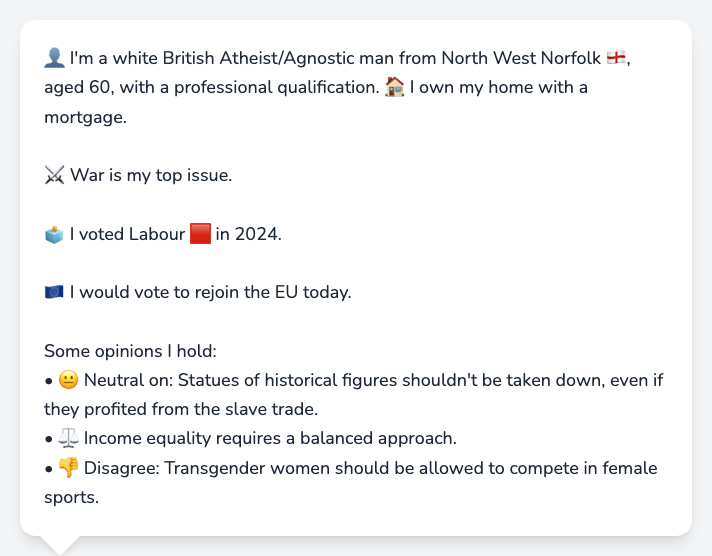 👤 I'm a white British Atheist/Agnostic man from North West Norfolk 🏴󠁧󠁢󠁥󠁮󠁧󠁿,
aged 60, with a professional qualification. 🏠 I own my home with a
mortgage.
⚔️ War is my top issue.
🗳️ I voted Labour 🟥 in 2024.
🇪🇺 I would vote to rejoin the EU today.
Some opinions I hold:
• 😐 Neutral on: Statues of historical figures shouldn't be taken down, even if
they profited from the slave trade.
• ⚖️ Income equality requires a balanced approach.
• 👎 Disagree: Transgender women should be allowed to compete in female
sports.